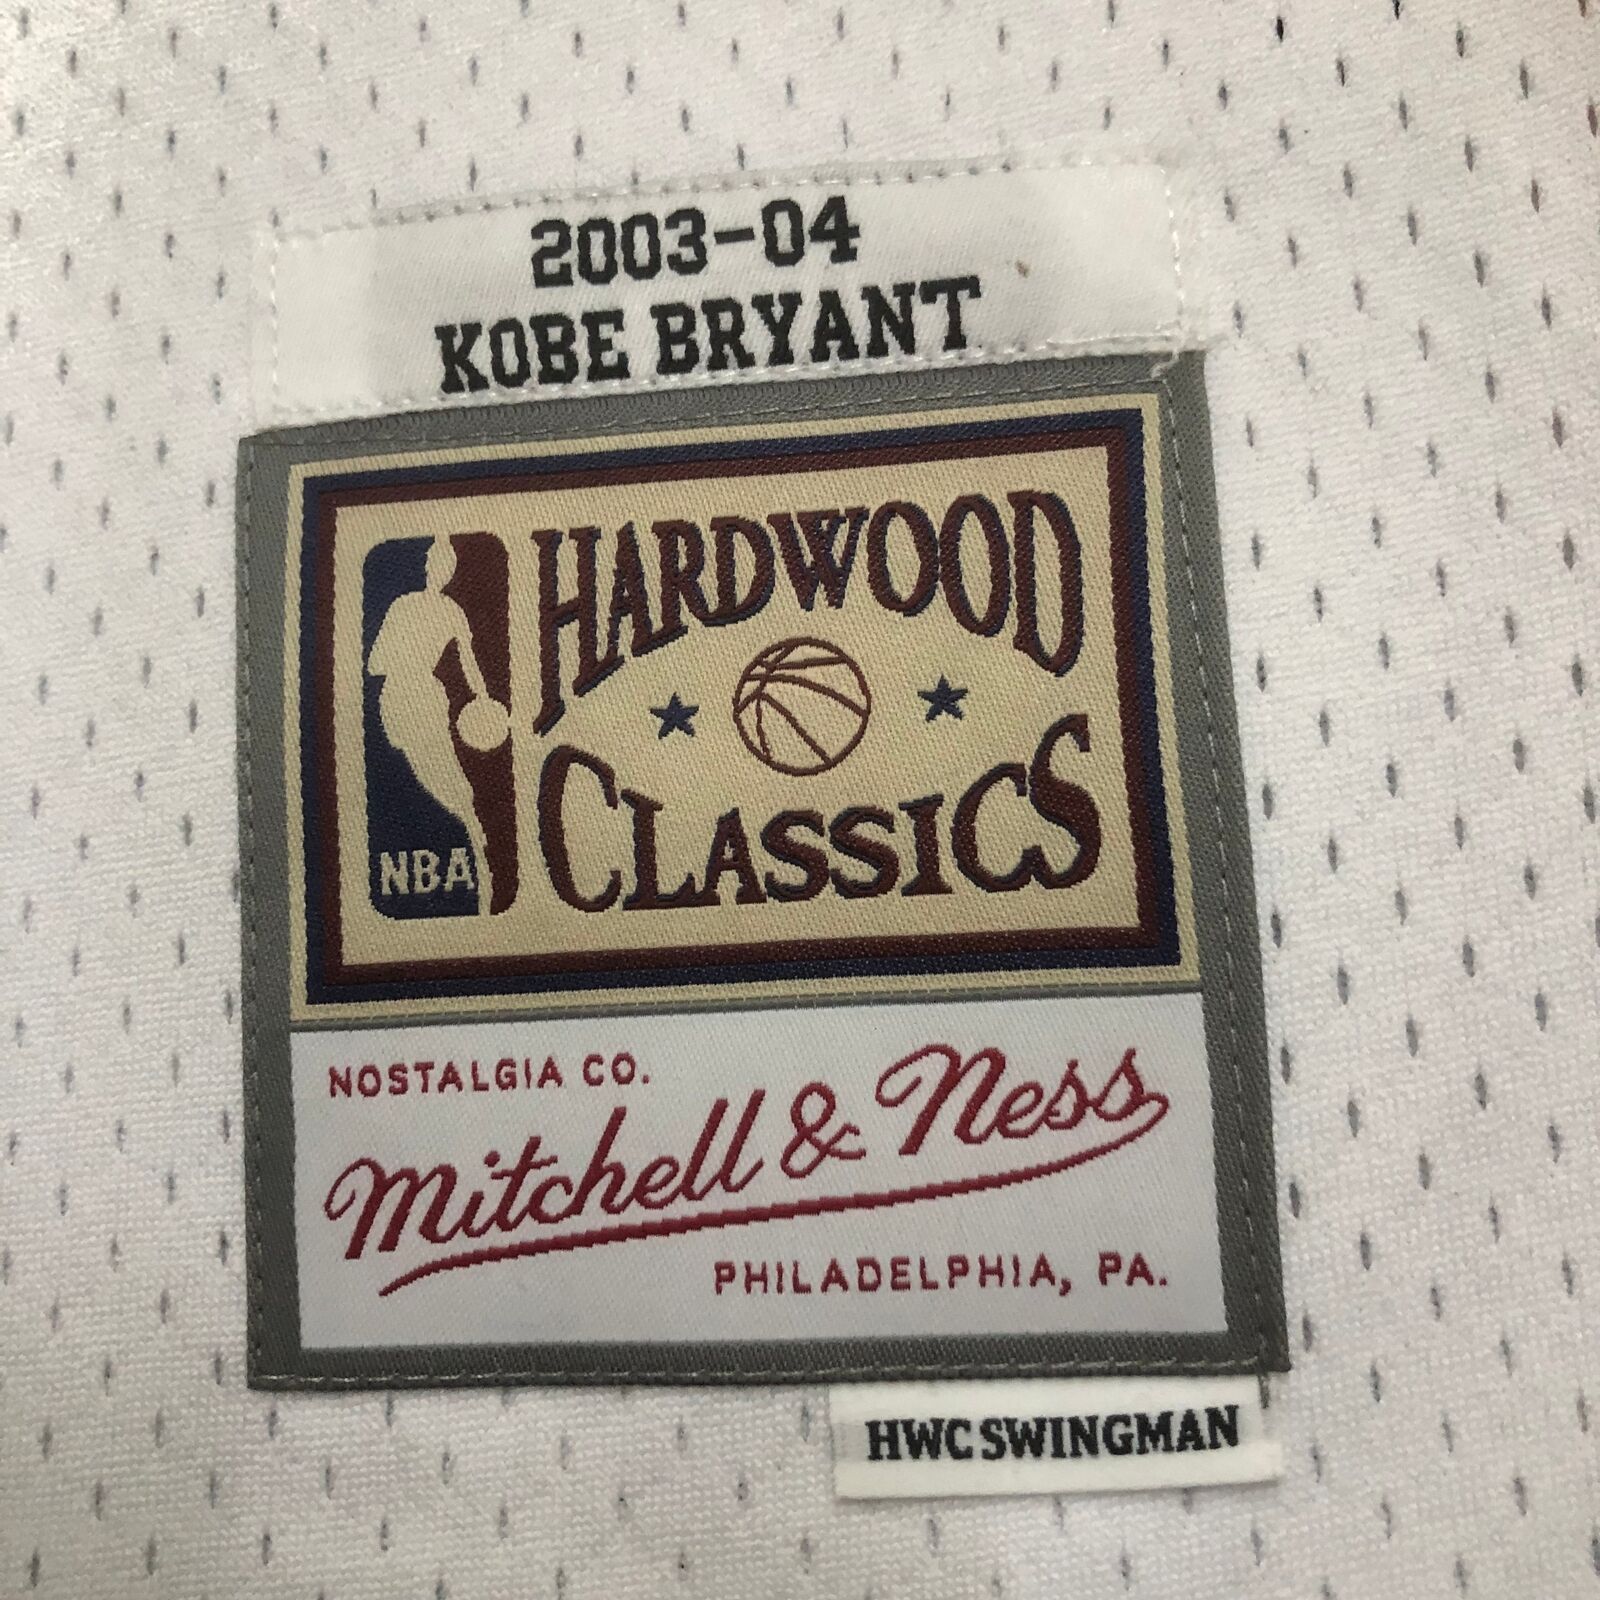 2003-04
KOBE BRYANT
HARDWOOD
CLASSICS
NBA
NOSTALGIA CO.
Mitchell & Ness
PHILADELPHIA, PA.
HWC SWINGMAN